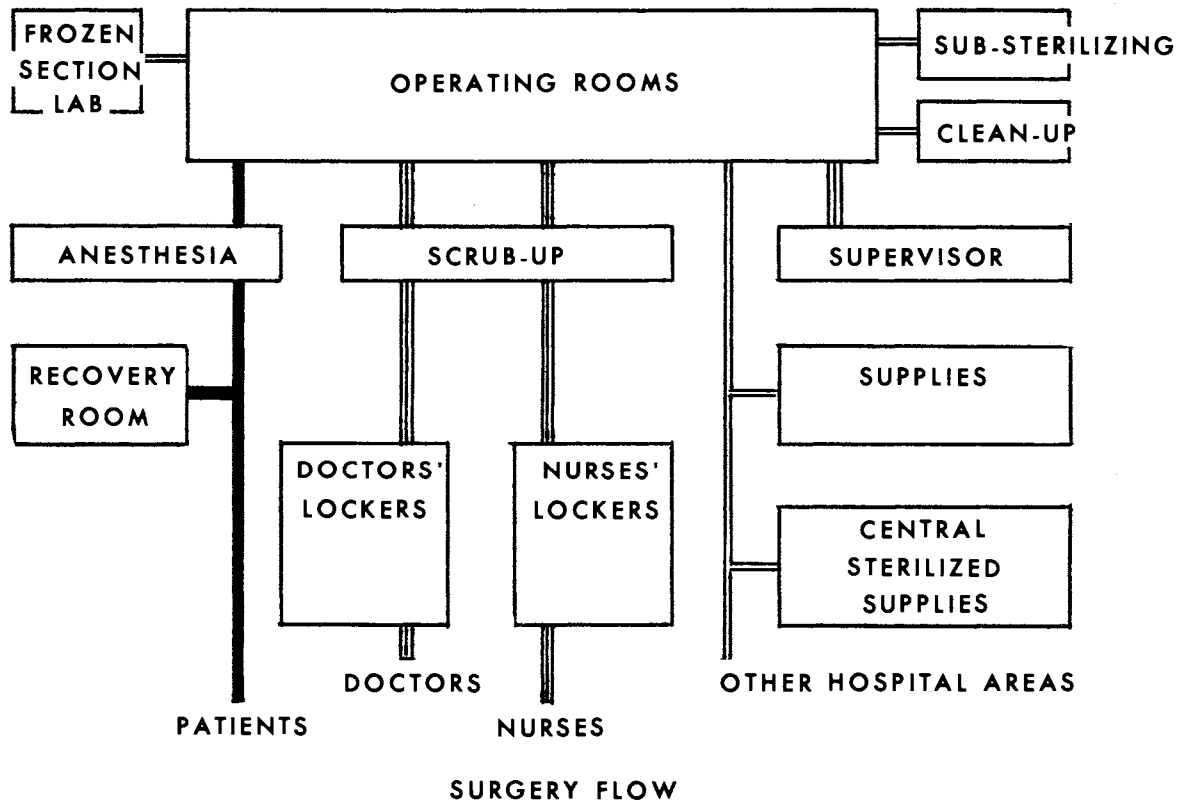 FROZEN
SECTION
LAB
OPERATING ROOMS
SUB-STERILIZING
CLEAN-UP
ANESTHESIA
SCRUB-UP
SUPERVISOR
RECOVERY
ROOM
SUPPLIES
DOCTORS'
LOCKERS
NURSES'
LOCKERS
CENTRAL
STERILIZED
SUPPLIES
DOCTORS
OTHER HOSPITAL AREAS
PATIENTS
NURSES
SURGERY FLOW